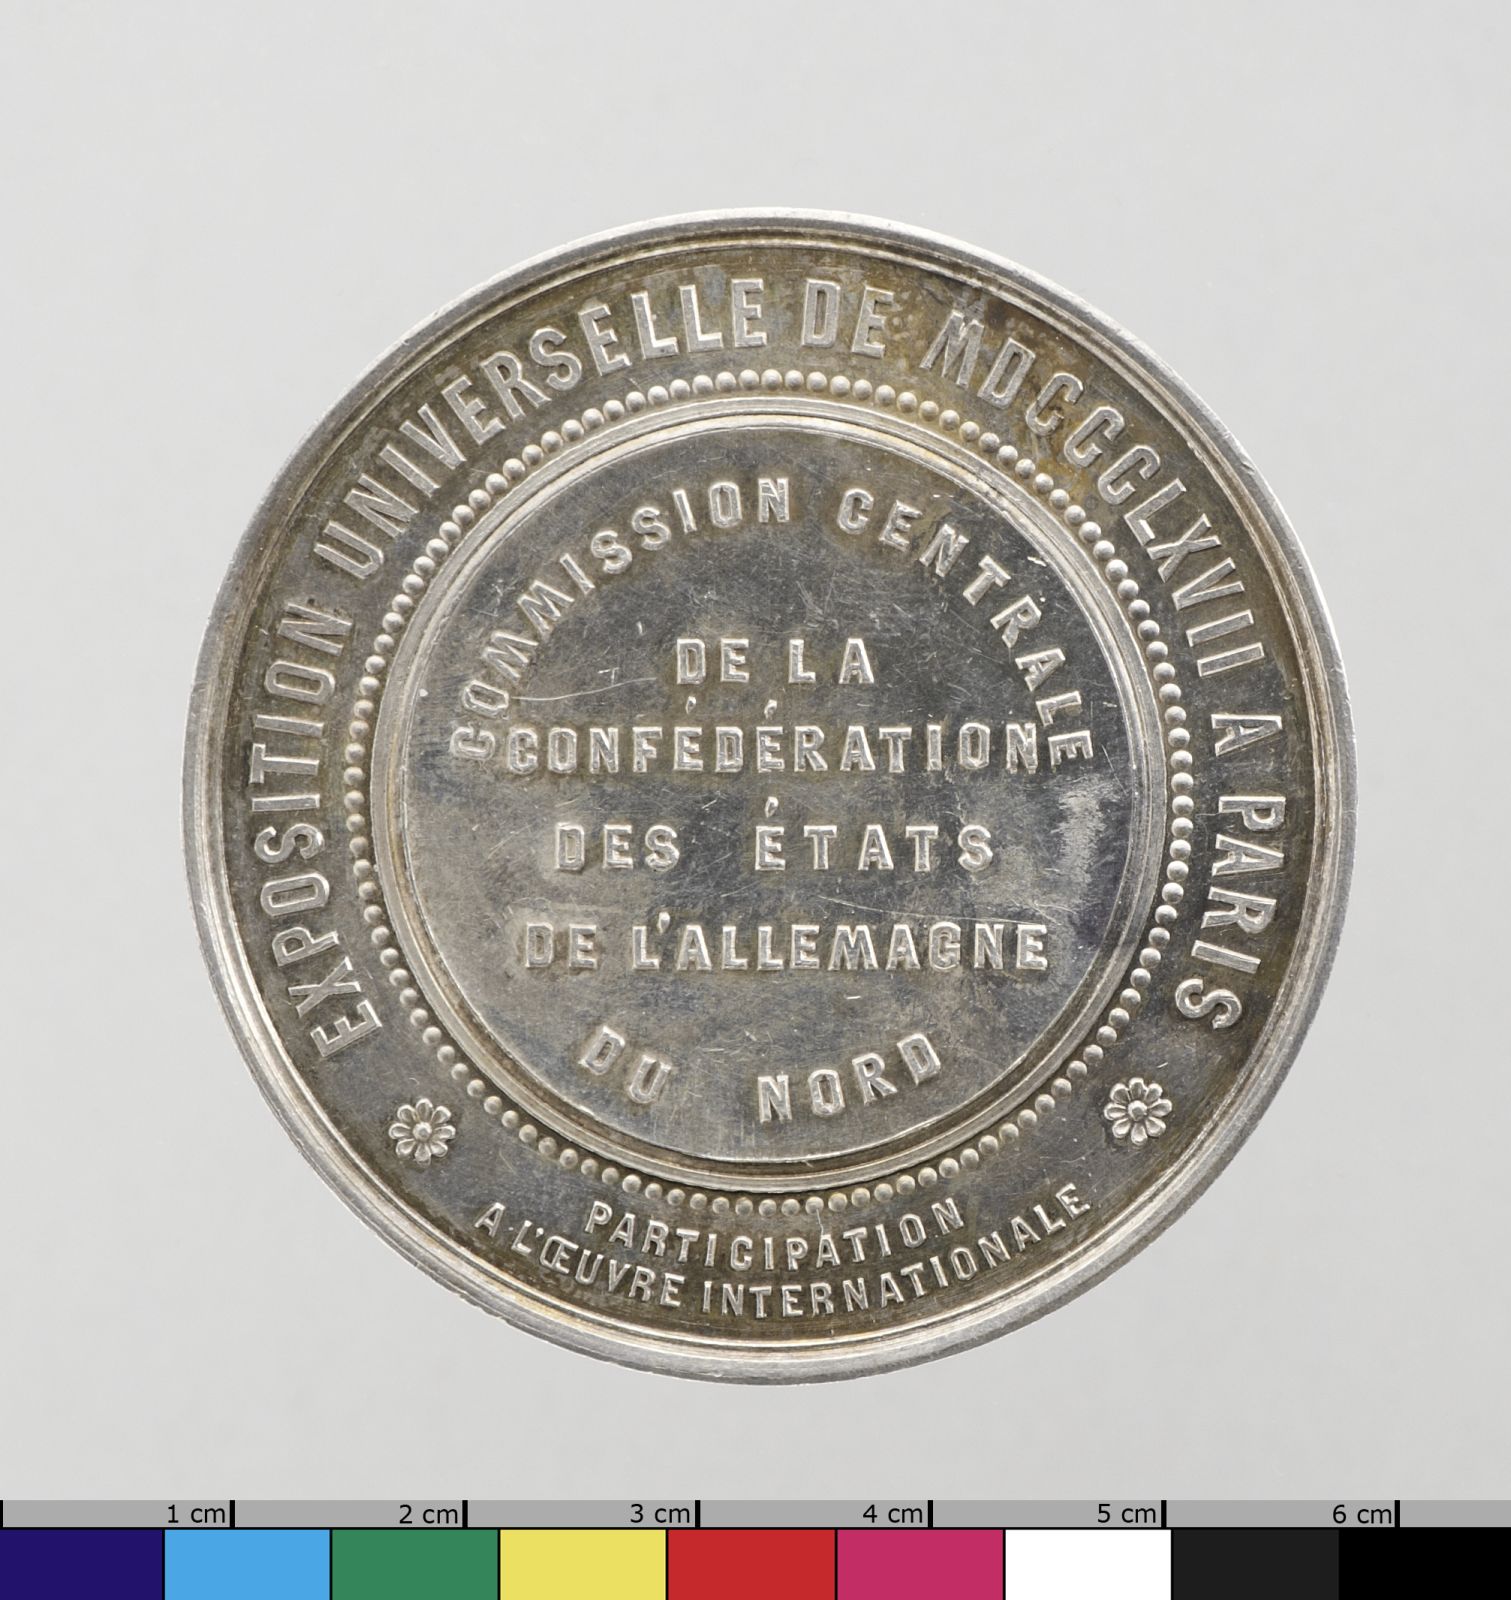 EXPOSITION UNIVERSELLE DE MDCCCLXVII A PARIS
COMMISSION CENTRALE
DE LA
CONFÉDÉRATION
DES ÉTATS
DE L'ALLEMAGNE
DU NORD
PARTICIPATION
A L'ŒUVRE INTERNATIONALE
1 cm 2 cm 3 cm 4 cm 5 cm 6 cm